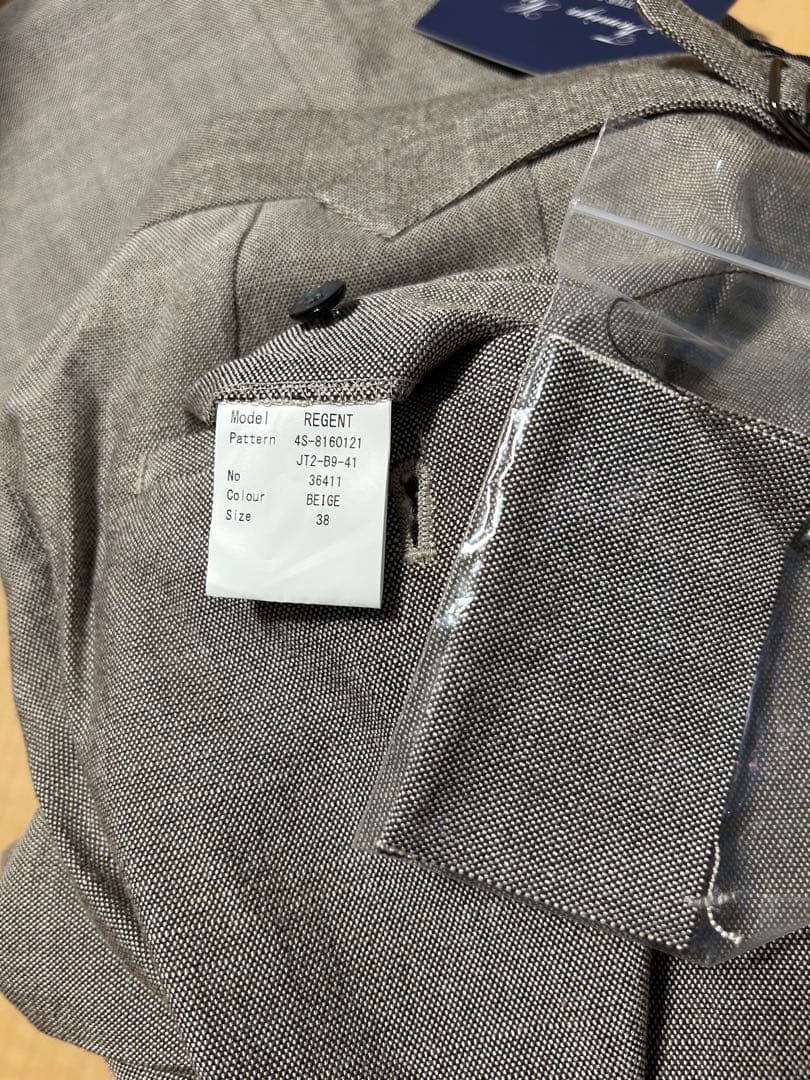 Model REGENT
Pattern 4S-8160121
JT2-B9-41
No 36411
Colour BEIGE
Size 38